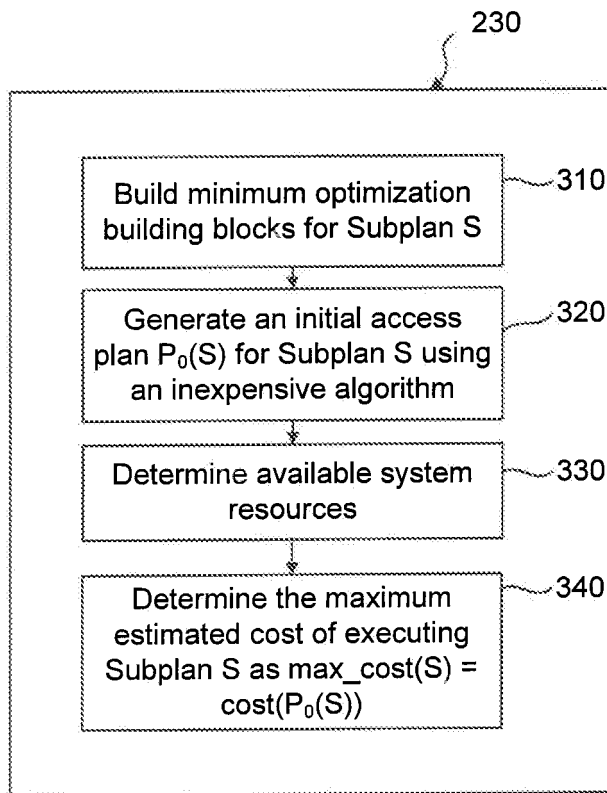 230
Build minimum optimization
building blocks for Subplan S
310
Generate an initial access
plan P₀(S) for Subplan S using
an inexpensive algorithm
320
Determine available system
resources
330
Determine the maximum
estimated cost of executing
Subplan S as max_cost(S) =
cost(P₀(S))
340